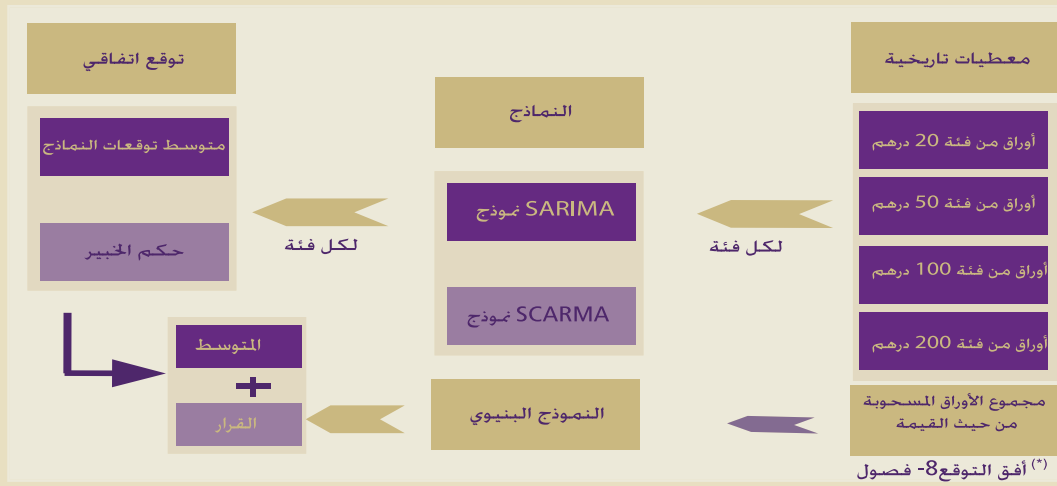 معطيات تاريخية
أوراق من فئة 20 درهم
أوراق من فئة 50 درهم
أوراق من فئة 100 درهم
أوراق من فئة 200 درهم
مجموع الأوراق المسحوبة
من حيث القيمة
(*) أفق التوقع8- فصول
لكل فئة
النماذج
نموذج SARIMA
نموذج SCARMA
النموذج البنيوي
لكل فئة
توقع اتفاقي
متوسط توقعات النماذج
حكم الخبير
المتوسط
+
القرار